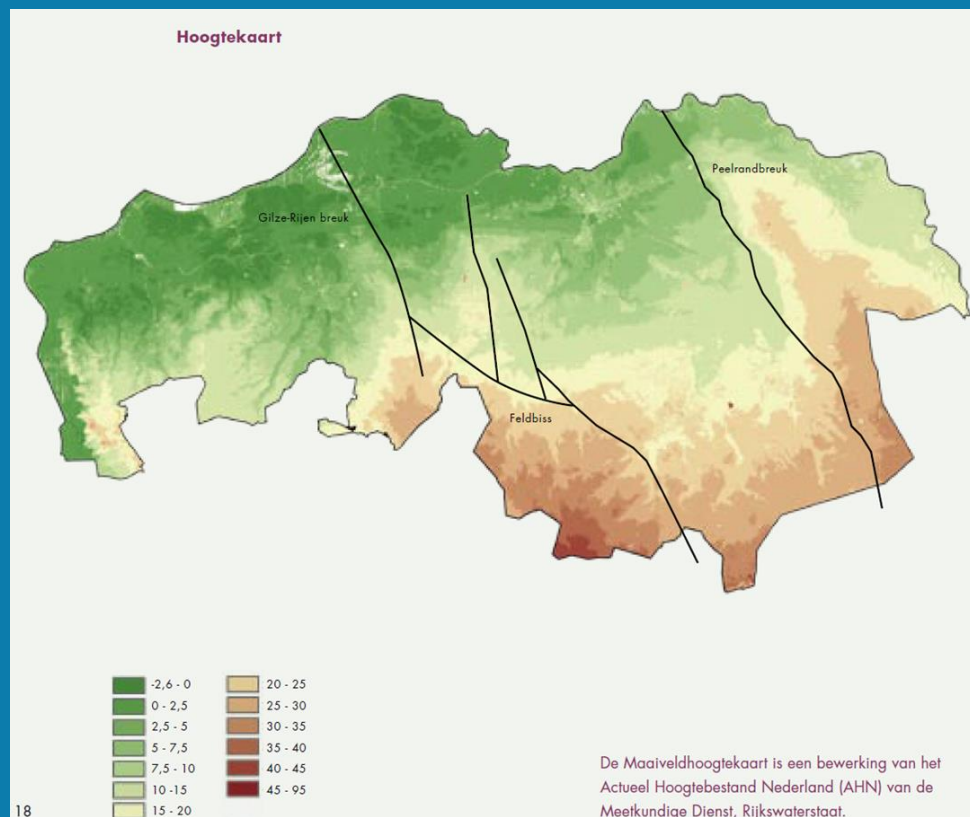 Hoogtekaart
Peelrandbreuk
Gilze-Rijen breuk
Feldbiss
-2,6 - 0
0 - 2,5
2,5 - 5
5 - 7,5
7,5 - 10
10 -15
15 - 20
20 - 25
25 - 30
30 - 35
35 - 40
40 - 45
45 - 95
De Maaiveldhoogtekaart is een bewerking van het
Actueel Hoogtebestand Nederland (AHN) van de
Meetkundige Dienst, Rijkswaterstaat.
18